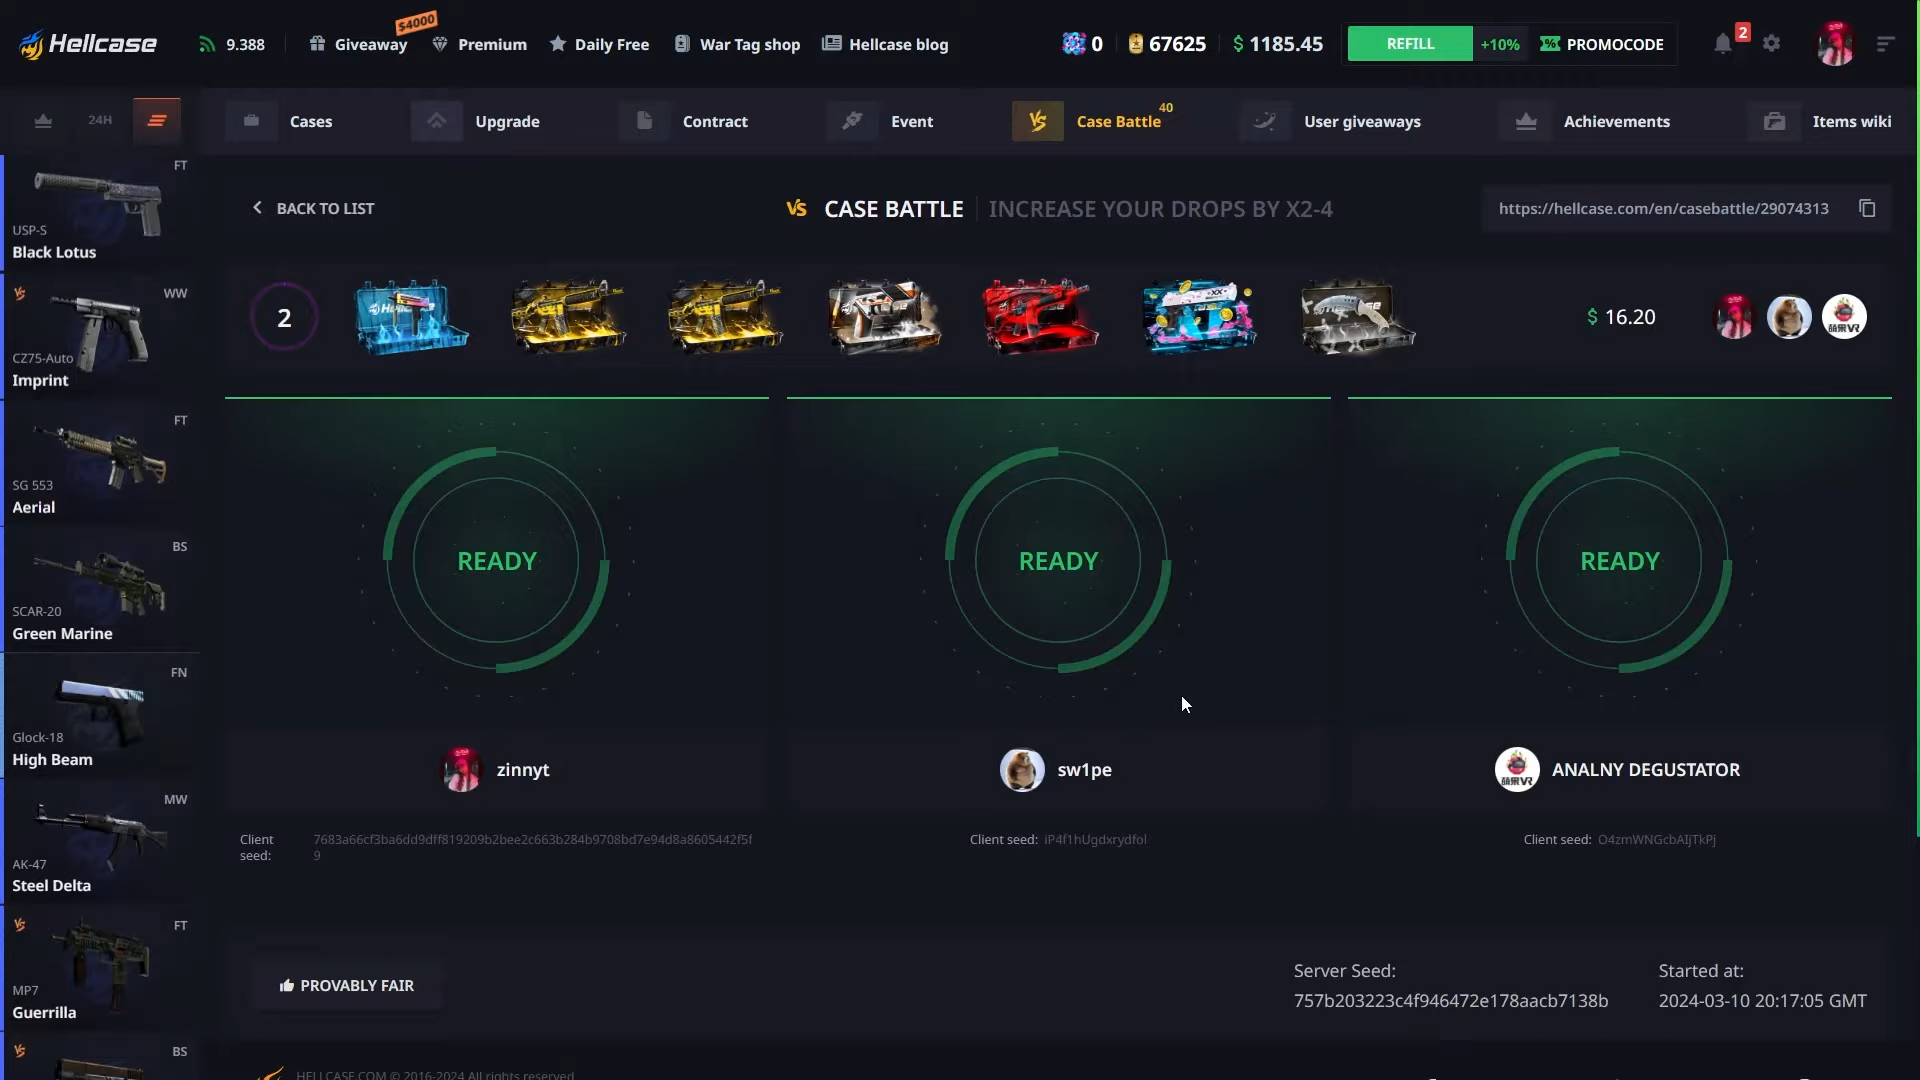 Hellcase
9.388
Giveaway
$4000
Premium
Daily Free
War Tag shop
Hellcase blog
0
67625
$ 1185.45
REFILL
+10%
PROMOCODE
2
24H
Cases
Upgrade
Contract
Event
Case Battle
40
User giveaways
Achievements
Items wiki
FT
USP-S
Black Lotus
WW
CZ75-Auto
Imprint
FT
SG 553
Aerial
BS
SCAR-20
Green Marine
FN
Glock-18
High Beam
MW
AK-47
Steel Delta
FT
MP7
Guerrilla
BS
BACK TO LIST
VS CASE BATTLE
INCREASE YOUR DROPS BY X2-4
https://hellcase.com/en/casebattle/29074313
2
$ 16.20
READY
READY
READY
zinnyt
sw1pe
ANALNY DEGUSTATOR
Client seed: 7683a66cf3ba6dd9dff819209b2bee2c663b284b9708bd7e94d8a8605442f5f
9
Client seed: iP4f1hUgdxrydfol
Client seed: O4zmWNGcbAIjTkPj
PROVABLY FAIR
Server Seed:
757b203223c4f946472e178aacb7138b
Started at:
2024-03-10 20:17:05 GMT
HELLCASE.COM © 2016-2024 All rights reserved